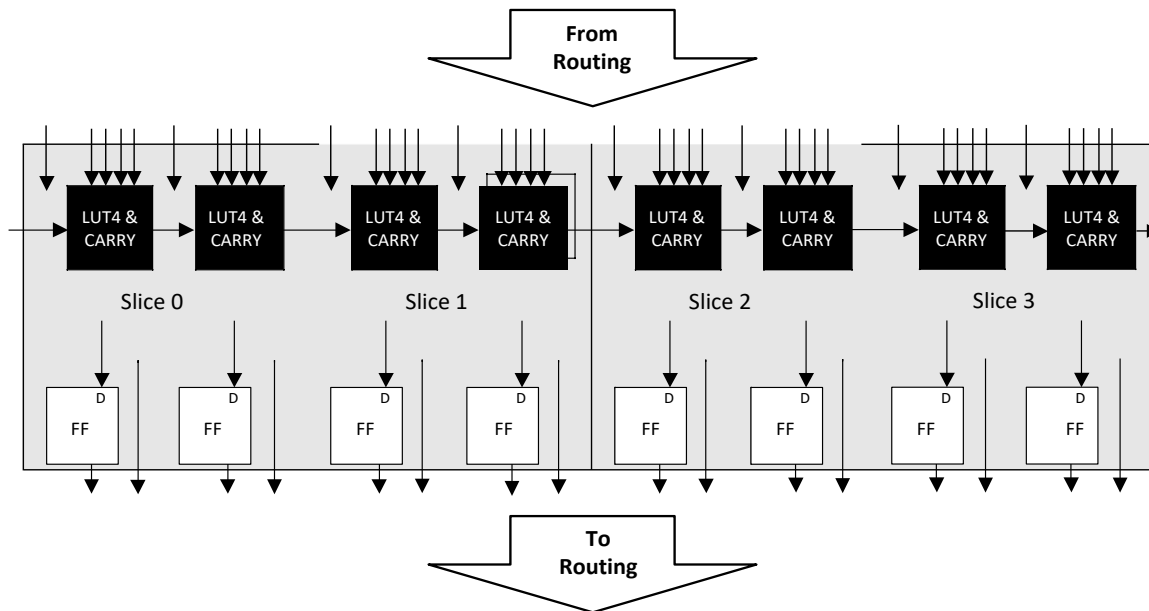 From
Routing
LUT4 &
CARRY
LUT4 &
CARRY
LUT4 &
CARRY
LUT4 &
CARRY
LUT4 &
CARRY
LUT4 &
CARRY
LUT4 &
CARRY
LUT4 &
CARRY
Slice 0
Slice 1
Slice 2
Slice 3
D
FF
D
FF
D
FF
D
FF
D
FF
D
FF
D
FF
D
FF
To
Routing